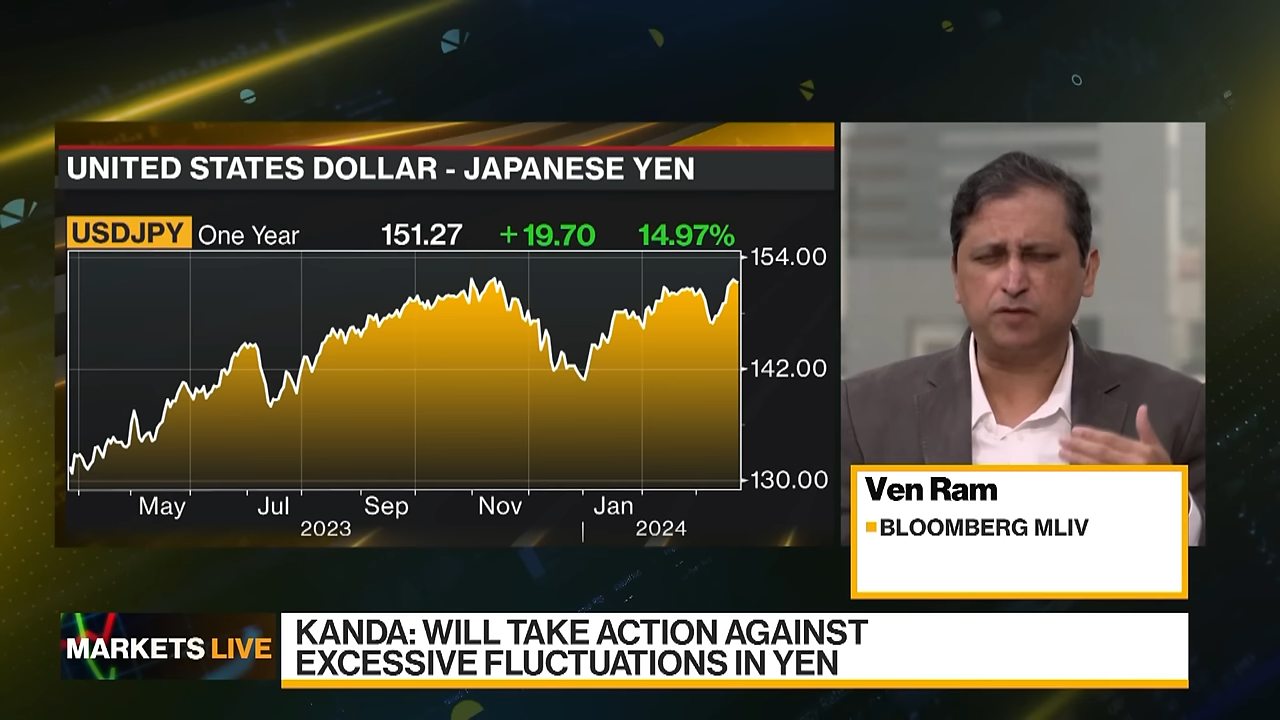 UNITED STATES DOLLAR - JAPANESE YEN
USDJPY One Year 151.27 +19.70 14.97%
154.00
142.00
130.00
May Jul Sep Nov Jan
2023 2024
Ven Ram
BLOOMBERG MLIV
MARKETS LIVE
KANDA: WILL TAKE ACTION AGAINST
EXCESSIVE FLUCTUATIONS IN YEN